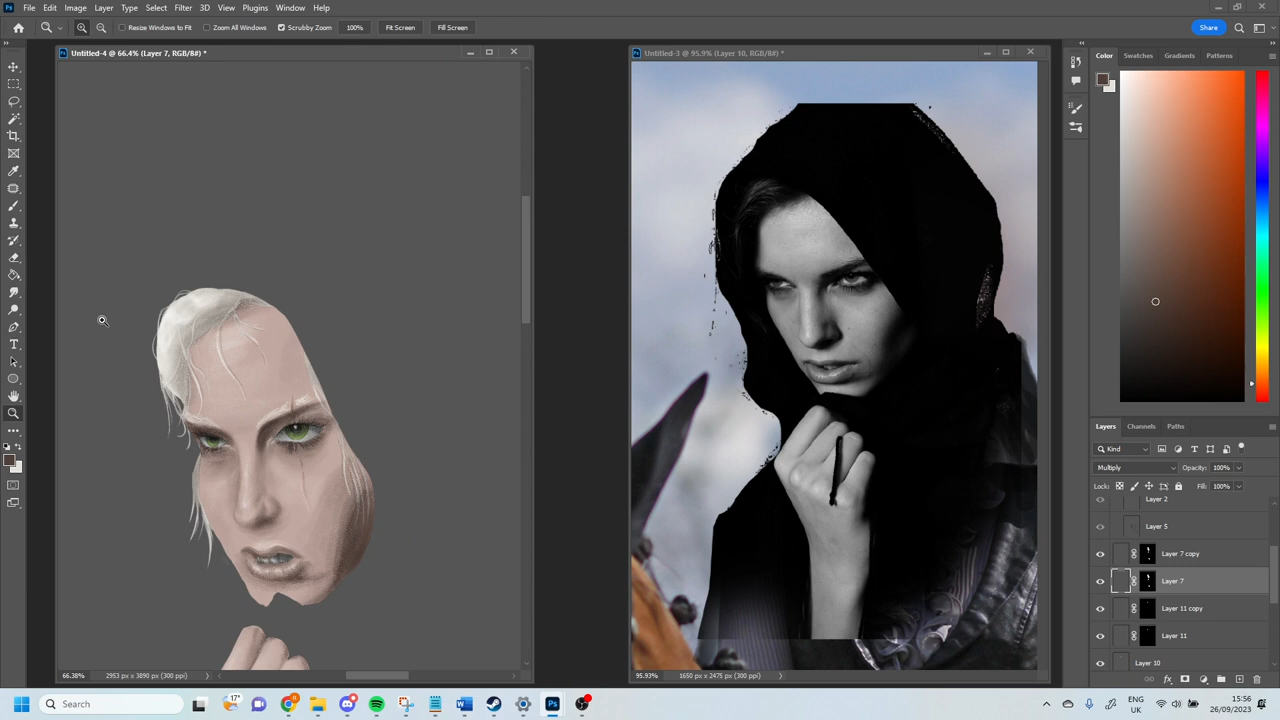 File Edit Image Layer Type Select Filter 3D View Plugins Window Help
Resize Windows to Fit Zoom All Windows Scrubby Zoom 100% Fit Screen Fill Screen Share
Untitled-4 @ 66.4% (Layer 7, RGB/8#) *
Untitled-3 @ 95.9% (Layer 10, RGB/8#) *
Color Swatches Gradients Patterns
Layers Channels Paths
Kind
Multiply Opacity: 100%
Lock: Fill: 100%
Layer 2
Layer 5
Layer 7 copy
Layer 7
Layer 11 copy
Layer 11
Layer 10
66.38% 2953 px x 3890 px (300 ppi)
95.93% 1650 px x 2475 px (300 ppi)
Search
17°
ENG
UK
15:56
26/09/2023